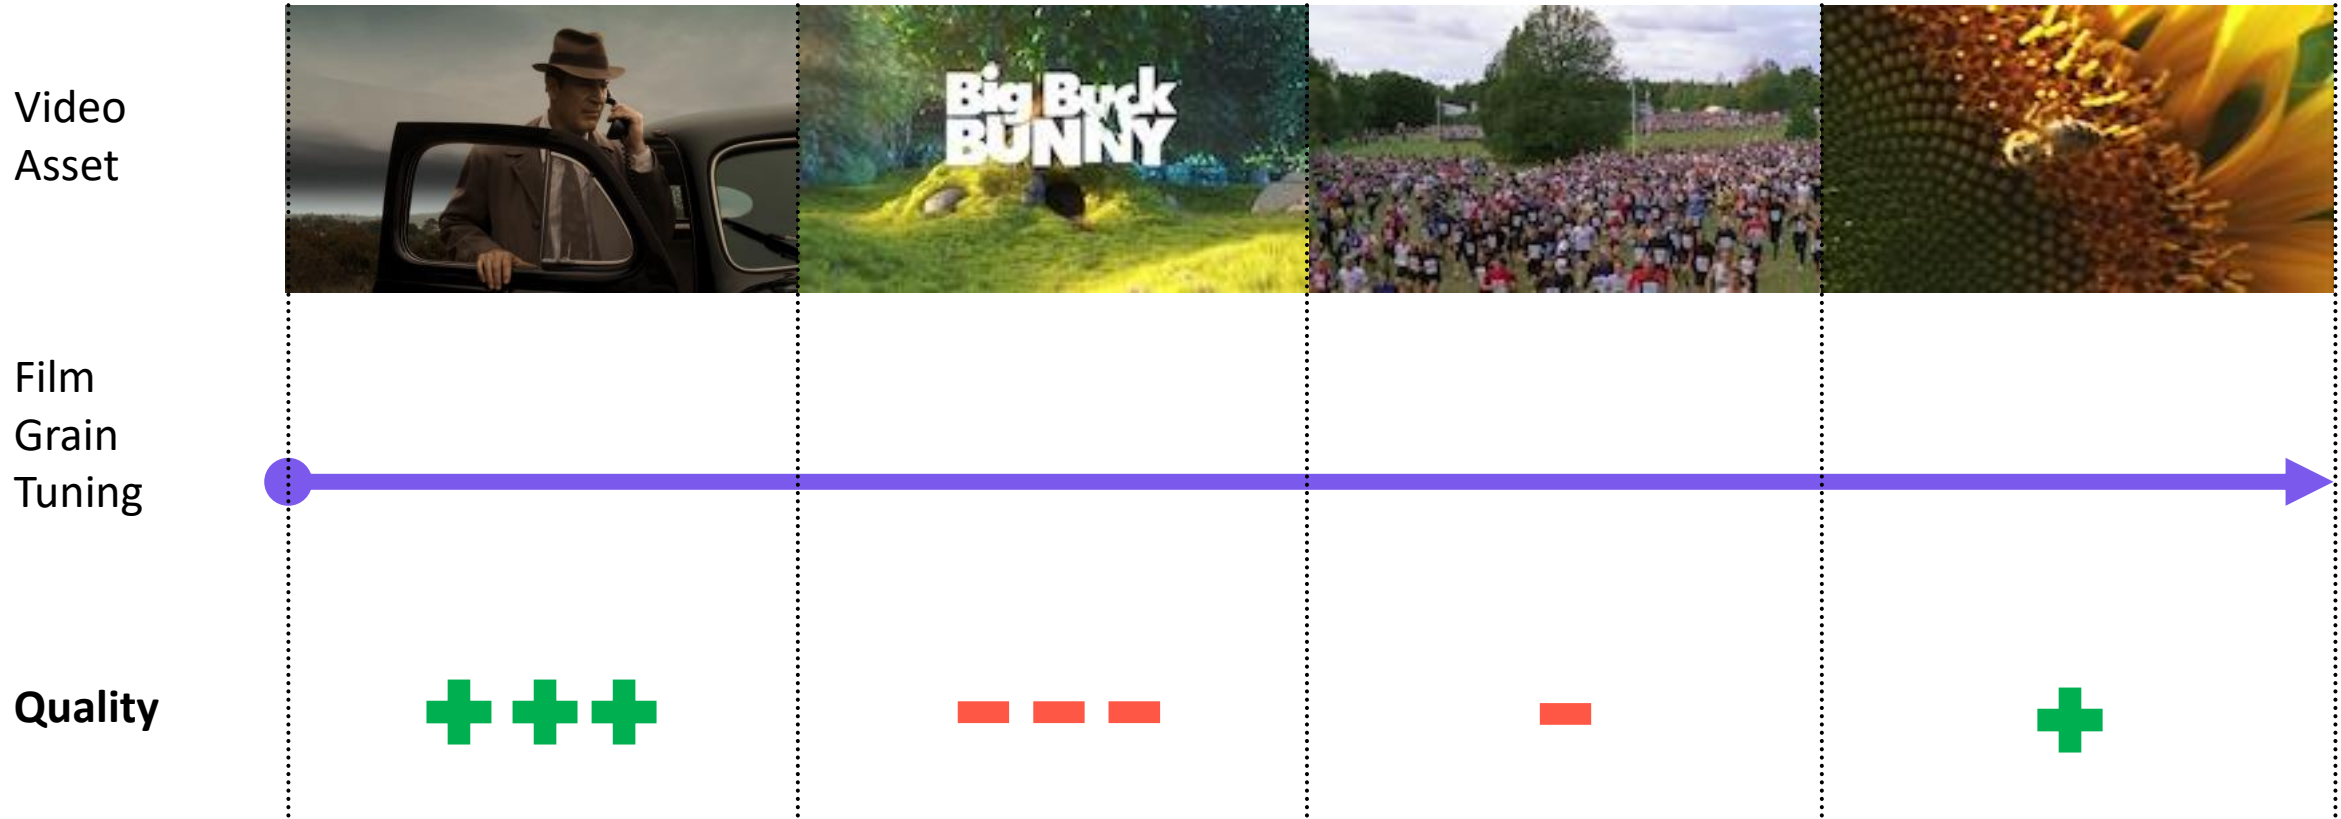 Video
Asset
Big Buck
BUNNY
Film
Grain
Tuning
Quality